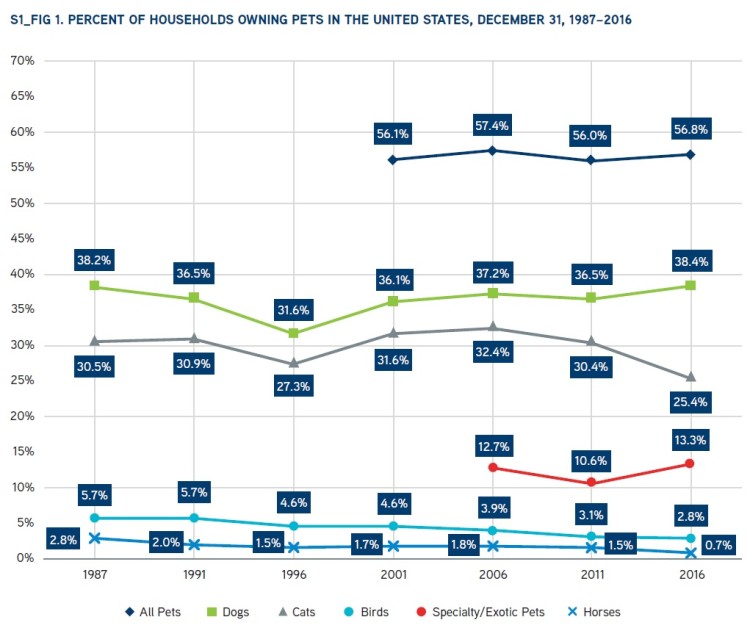 S1_FIG 1. PERCENT OF HOUSEHOLDS OWNING PETS IN THE UNITED STATES, DECEMBER 31, 1987–2016
70%
65%
60%
56.1% 57.4% 56.0% 56.8%
55%
50%
45%
38.2% 36.5% 31.6% 36.1% 37.2% 36.5% 38.4%
40%
35%
30%
30.5% 30.9% 27.3% 31.6% 32.4% 30.4% 25.4%
25%
20%
12.7% 10.6% 13.3%
15%
10%
5.7% 5.7% 4.6% 4.6% 3.9% 3.1% 2.8%
5%
2.8% 2.0% 1.5% 1.7% 1.8% 1.5% 0.7%
0%
1987 1991 1996 2001 2006 2011 2016
All Pets Dogs Cats Birds Specialty/Exotic Pets Horses